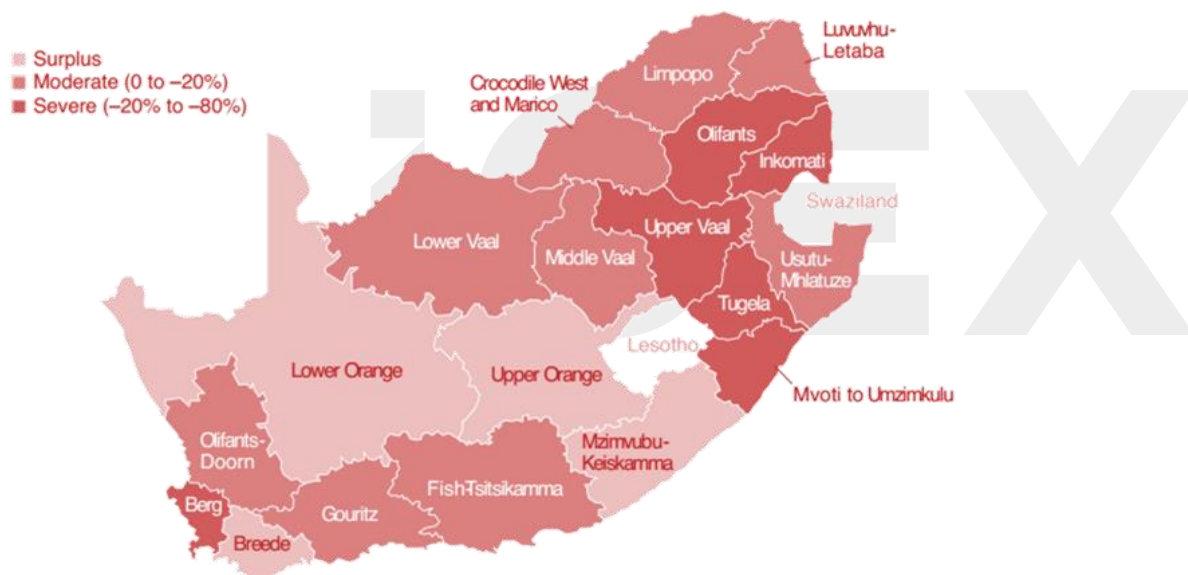 Surplus
Moderate (0 to –20%)
Severe (–20% to –80%)
Luvuvhu-
Letaba
Limpopo
Crocodile West
and Marico
Olifants
Inkomati
Swaziland
Upper Vaal
Lower Vaal
Middle Vaal
Usutu-
Mhlatuze
Tugela
Lesotho
Lower Orange
Upper Orange
Mvoti to Umzimkulu
Olifants-
Doorn
Mzimvubu-
Keiskamma
Fish-Tsitsikamma
Berg
Gouritz
Breede